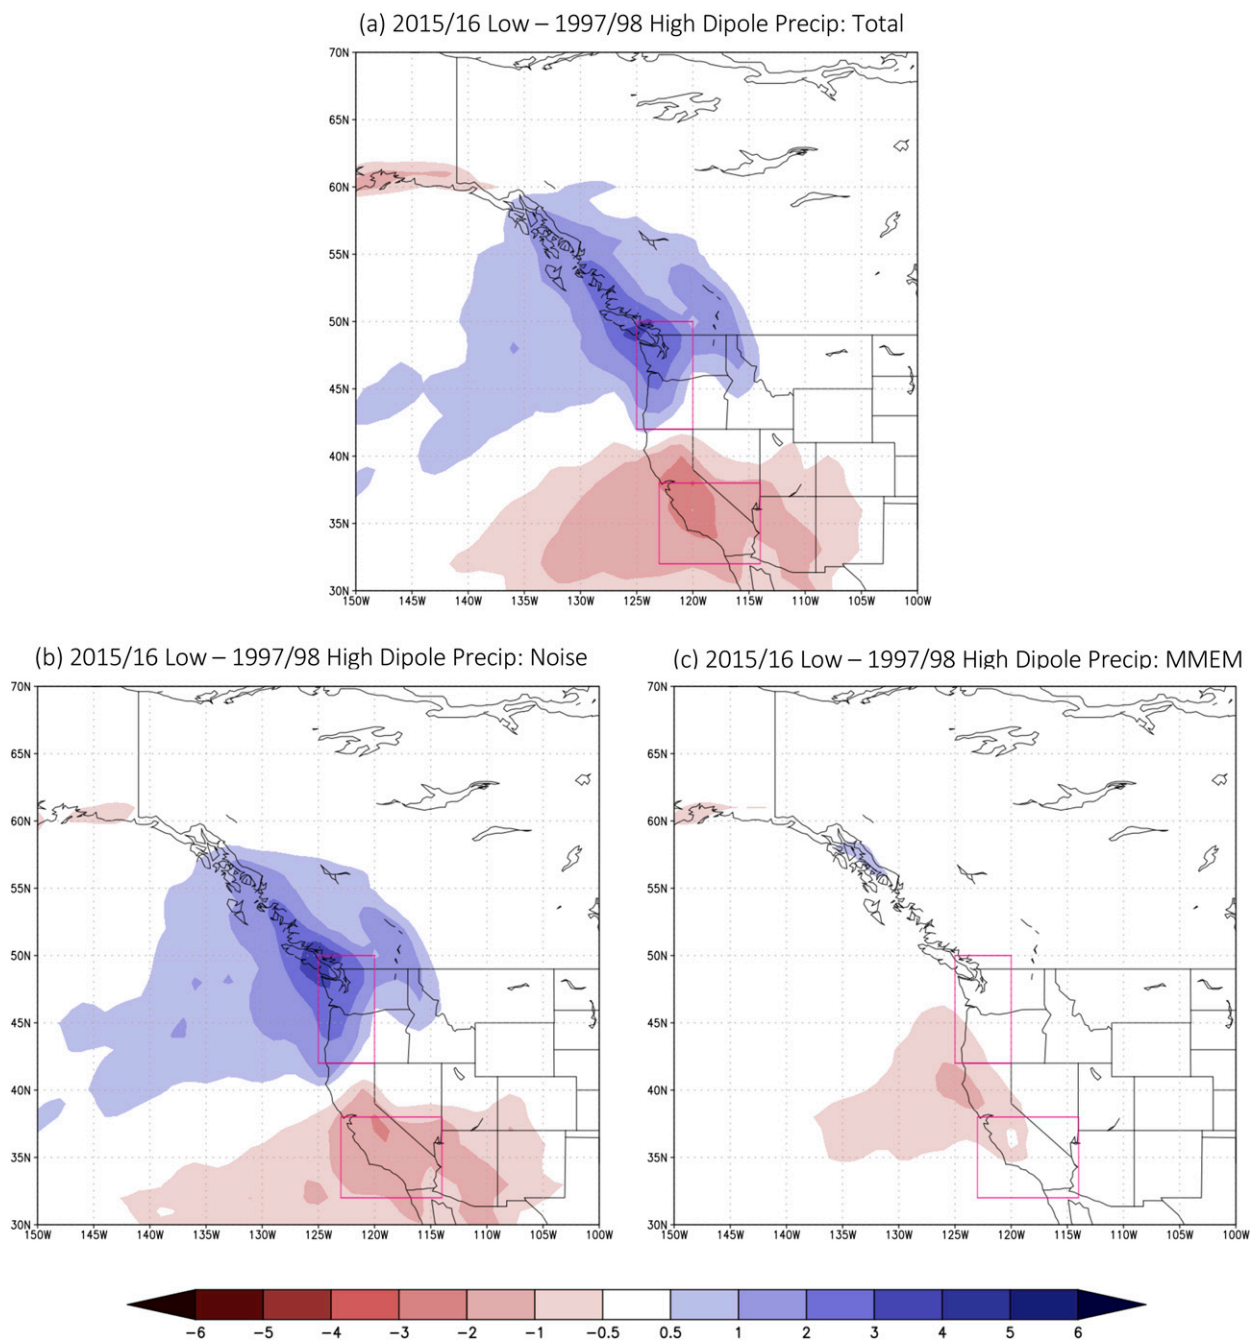 (a) 2015/16 Low – 1997/98 High Dipole Precip: Total
70N
65N
60N
55N
50N
45N
40N
35N
30N
150W 145W 140W 135W 130W 125W 120W 115W 110W 105W 100W
(b) 2015/16 Low – 1997/98 High Dipole Precip: Noise
70N
65N
60N
55N
50N
45N
40N
35N
30N
150W 145W 140W 135W 130W 125W 120W 115W 110W 105W 100W
(c) 2015/16 Low – 1997/98 High Dipole Precip: MMEM
70N
65N
60N
55N
50N
45N
40N
35N
30N
150W 145W 140W 135W 130W 125W 120W 115W 110W 105W 100W
−6 −5 −4 −3 −2 −1 −0.5 0.5 1 2 3 4 5 6